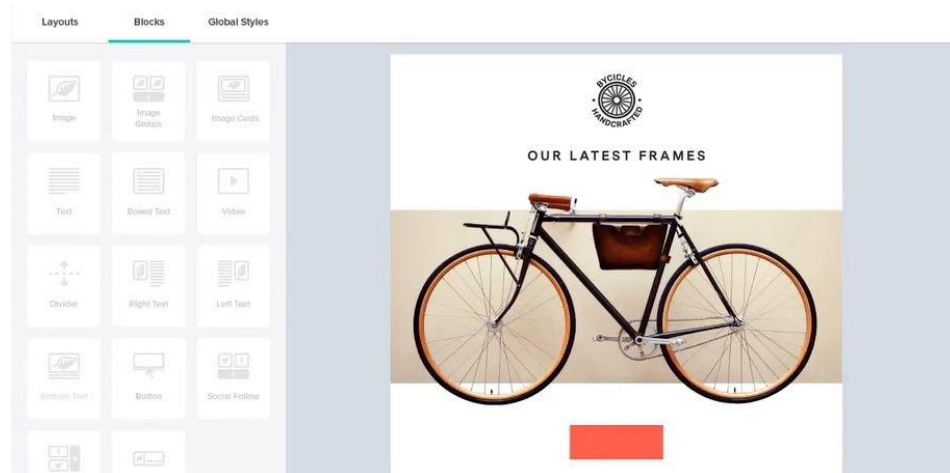 Layouts Blocks Global Styles
Image
Image
Groups
Image Cards
Text
Boxed Text
Video
Divider
Right Text
Left Text
Bottom Text
Button
Social Follow
BYCICLES
HANDCRAFTED
OUR LATEST FRAMES